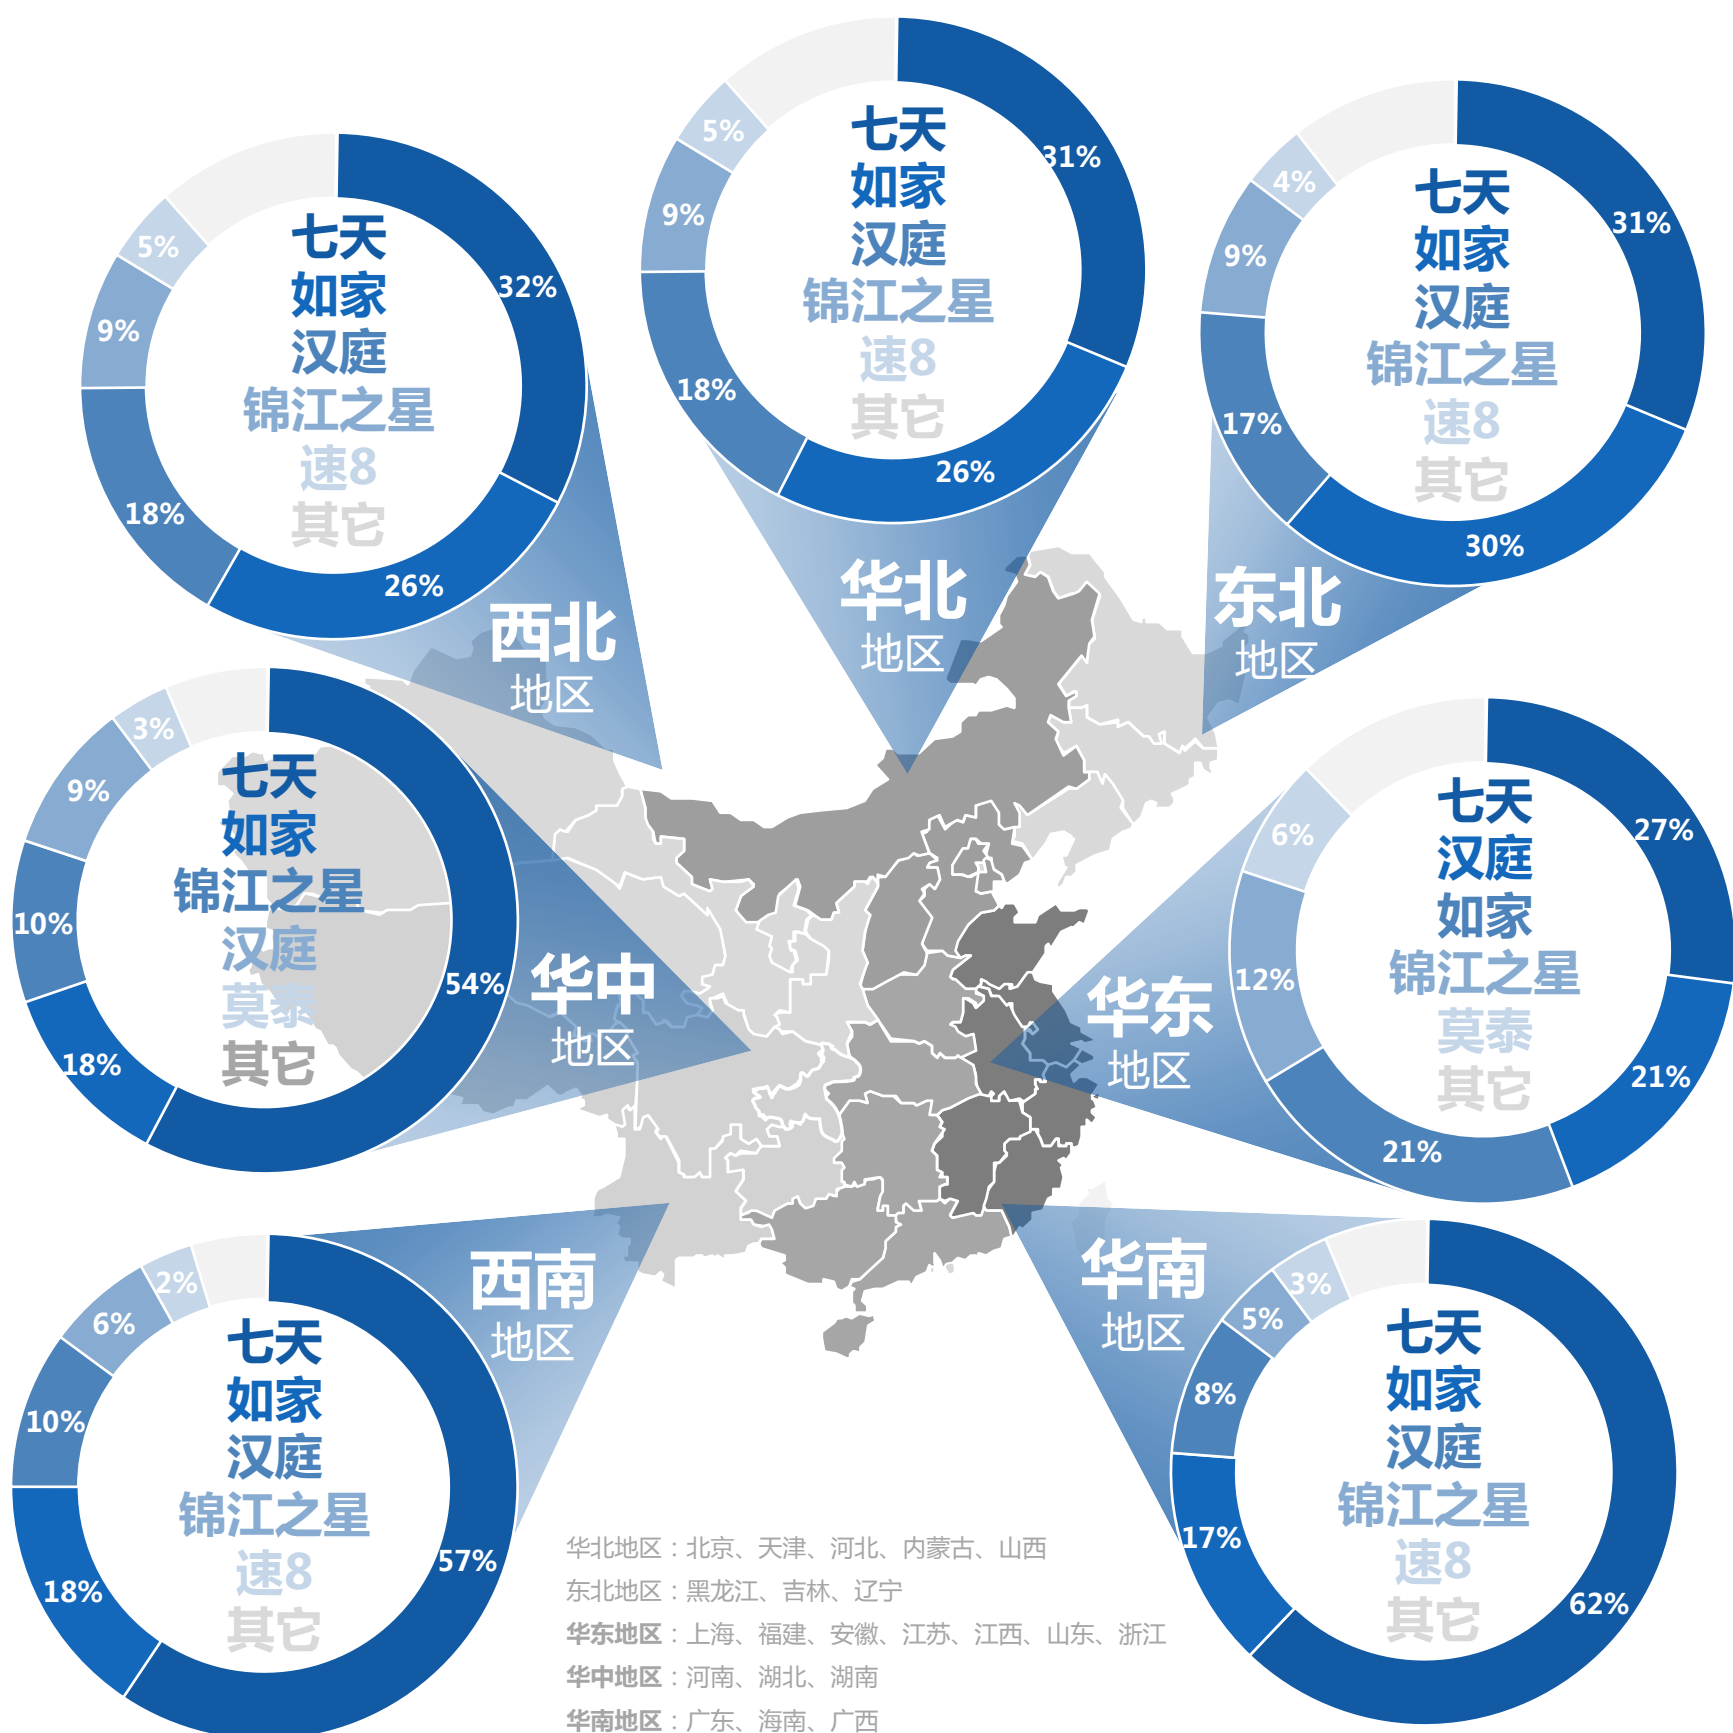 七天
如家
汉庭
锦江之星
速8
其它
32%
26%
18%
9%
5%
西北
地区
七天
如家
汉庭
锦江之星
速8
其它
31%
26%
18%
9%
5%
华北
地区
七天
如家
汉庭
锦江之星
速8
其它
31%
30%
17%
9%
4%
东北
地区
七天
如家
锦江之星
汉庭
莫泰
其它
54%
18%
10%
9%
3%
华中
地区
七天
汉庭
如家
锦江之星
莫泰
其它
27%
21%
21%
12%
6%
华东
地区
七天
如家
汉庭
锦江之星
速8
其它
57%
18%
10%
6%
2%
西南
地区
七天
如家
汉庭
锦江之星
速8
其它
62%
17%
8%
5%
3%
华南
地区
华北地区：北京、天津、河北、内蒙古、山西
东北地区：黑龙江、吉林、辽宁
华东地区：上海、福建、安徽、江苏、江西、山东、浙江
华中地区：河南、湖北、湖南
华南地区：广东、海南、广西